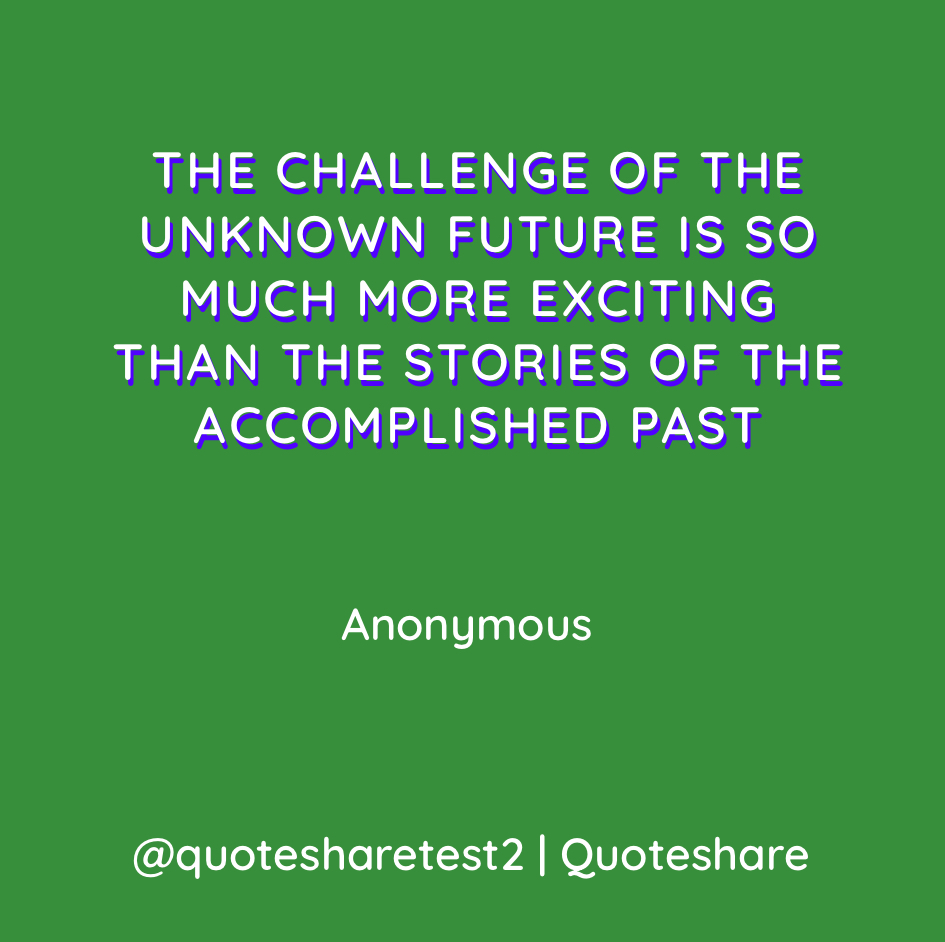 THE CHALLENGE OF THE
UNKNOWN FUTURE IS SO
MUCH MORE EXCITING
THAN THE STORIES OF THE
ACCOMPLISHED PAST
Anonymous
@quotesharetest2 | Quoteshare